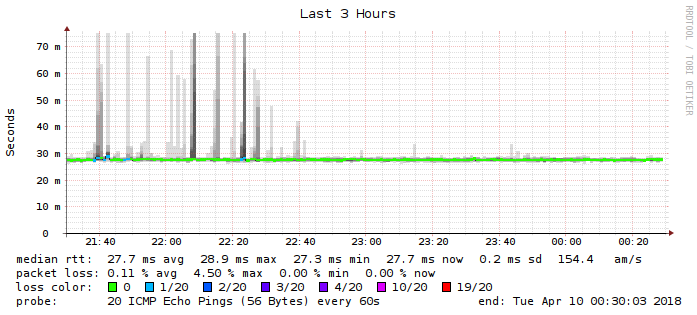 Last 3 Hours
RRDTOOL / TOBI OETIKER
Seconds
70 m
60 m
50 m
40 m
30 m
20 m
10 m
0
21:40 22:00 22:20 22:40 23:00 23:20 23:40 00:00 00:20
median rtt: 27.7 ms avg 28.9 ms max 27.3 ms min 27.7 ms now 0.2 ms sd 154.4 am/s
packet loss: 0.11 % avg 4.50 % max 0.00 % min 0.00 % now
loss color: 0 1/20 2/20 3/20 4/20 10/20 19/20
probe: 20 ICMP Echo Pings (56 Bytes) every 60s end: Tue Apr 10 00:30:03 2018